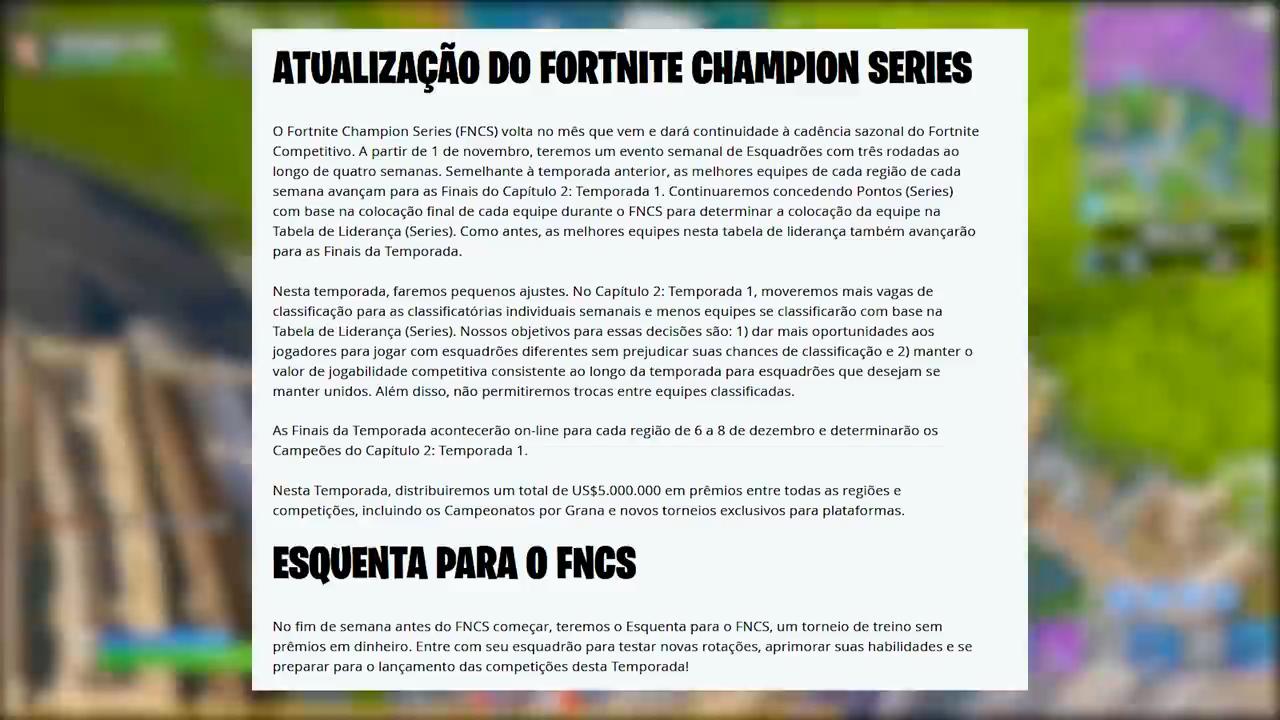 ATUALIZAÇÃO DO FORTNITE CHAMPION SERIES
O Fortnite Champion Series (FNCS) volta no mês que vem e dará continuidade à cadência sazonal do Fortnite
Competitivo. A partir de 1 de novembro, teremos um evento semanal de Esquadrões com três rodadas ao
longo de quatro semanas. Semelhante à temporada anterior, as melhores equipes de cada região de cada
semana avançam para as Finais do Capítulo 2: Temporada 1. Continuaremos concedendo Pontos (Series)
com base na colocação final de cada equipe durante o FNCS para determinar a colocação da equipe na
Tabela de Liderança (Series). Como antes, as melhores equipes nesta tabela de liderança também avançarão
para as Finais da Temporada.
Nesta temporada, faremos pequenos ajustes. No Capítulo 2: Temporada 1, moveremos mais vagas de
classificação para as classificatórias individuais semanais e menos equipes se classificarão com base na
Tabela de Liderança (Series). Nossos objetivos para essas decisões são: 1) dar mais oportunidades aos
jogadores para jogar com esquadrões diferentes sem prejudicar suas chances de classificação e 2) manter o
valor de jogabilidade competitiva consistente ao longo da temporada para esquadrões que desejam se
manter unidos. Além disso, não permitiremos trocas entre equipes classificadas.
As Finais da Temporada acontecerão on-line para cada região de 6 a 8 de dezembro e determinarão os
Campeões do Capítulo 2: Temporada 1.
Nesta Temporada, distribuiremos um total de US$5.000.000 em prêmios entre todas as regiões e
competições, incluindo os Campeonatos por Grana e novos torneios exclusivos para plataformas.
ESQUENTA PARA O FNCS
No fim de semana antes do FNCS começar, teremos o Esquenta para o FNCS, um torneio de treino sem
prêmios em dinheiro. Entre com seu esquadrão para testar novas rotações, aprimorar suas habilidades e se
preparar para o lançamento das competições desta Temporada!